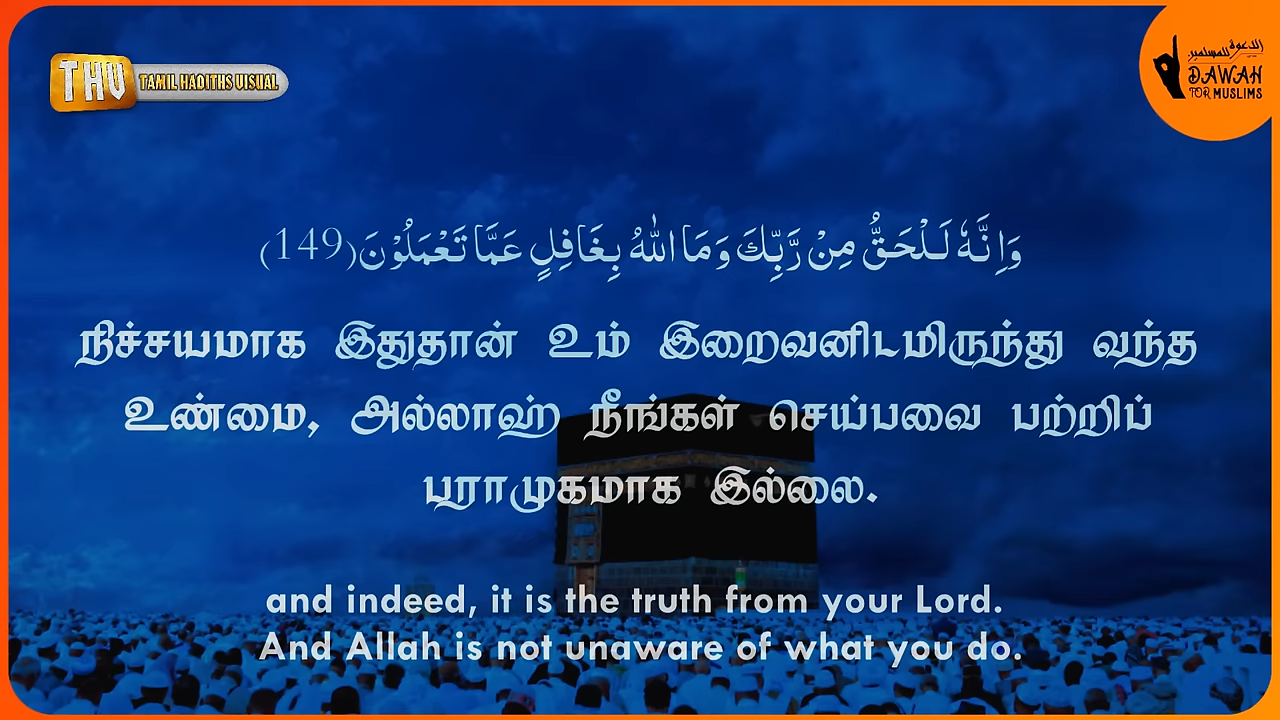 THV
TAMIL HADITHS VISUAL
الدعوة للمسلمين
DAWAH
FOR MUSLIMS
وَاِنَّهٗ لَـلْحَقُّ مِنْ رَّبِّكَ وَمَا اللّٰهُ بِغَافِلٍ عَمَّا تَعْمَلُوْنَ(149)
நிச்சயமாக இதுதான் உம் இறைவனிடமிருந்து வந்த
உண்மை, அல்லாஹ் நீங்கள் செய்பவை பற்றிப்
பராமுகமாக இல்லை.
and indeed, it is the truth from your Lord.
And Allah is not unaware of what you do.